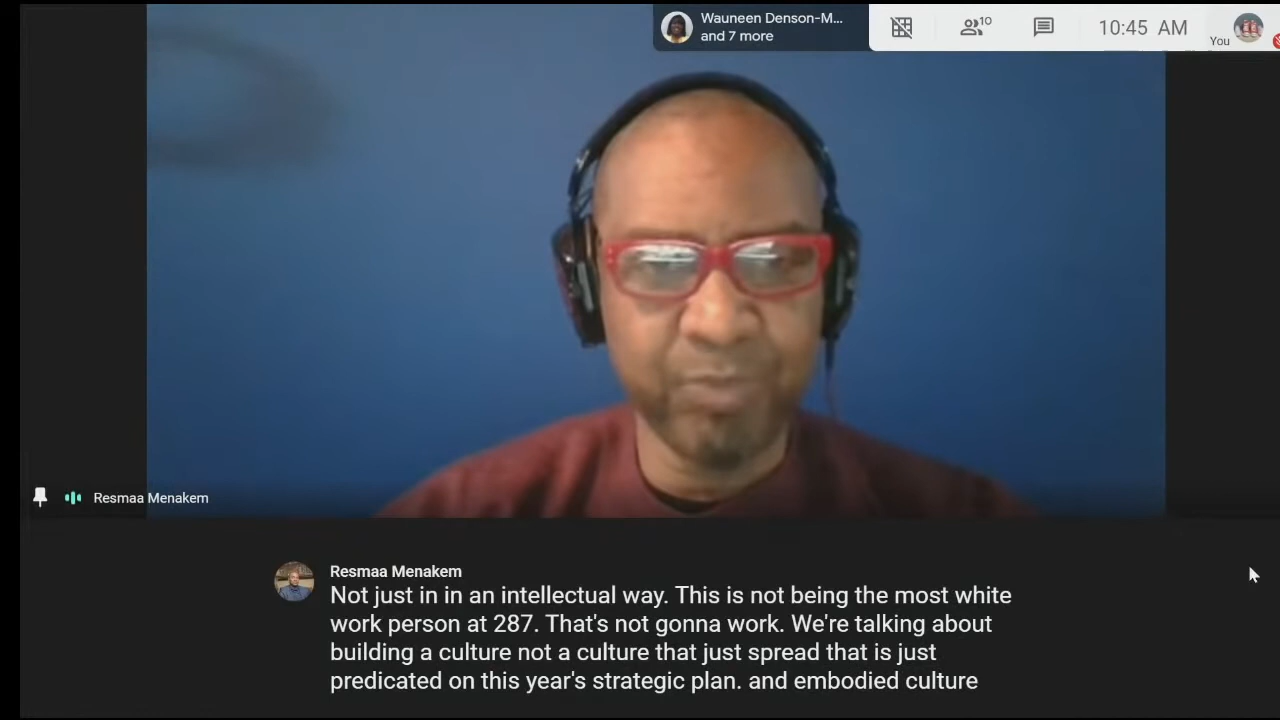 Wauneen Denson-M...
and 7 more
10
10:45 AM
You
Resmaa Menakem
Resmaa Menakem
Not just in in an intellectual way. This is not being the most white
work person at 287. That's not gonna work. We're talking about
building a culture not a culture that just spread that is just
predicated on this year's strategic plan. and embodied culture